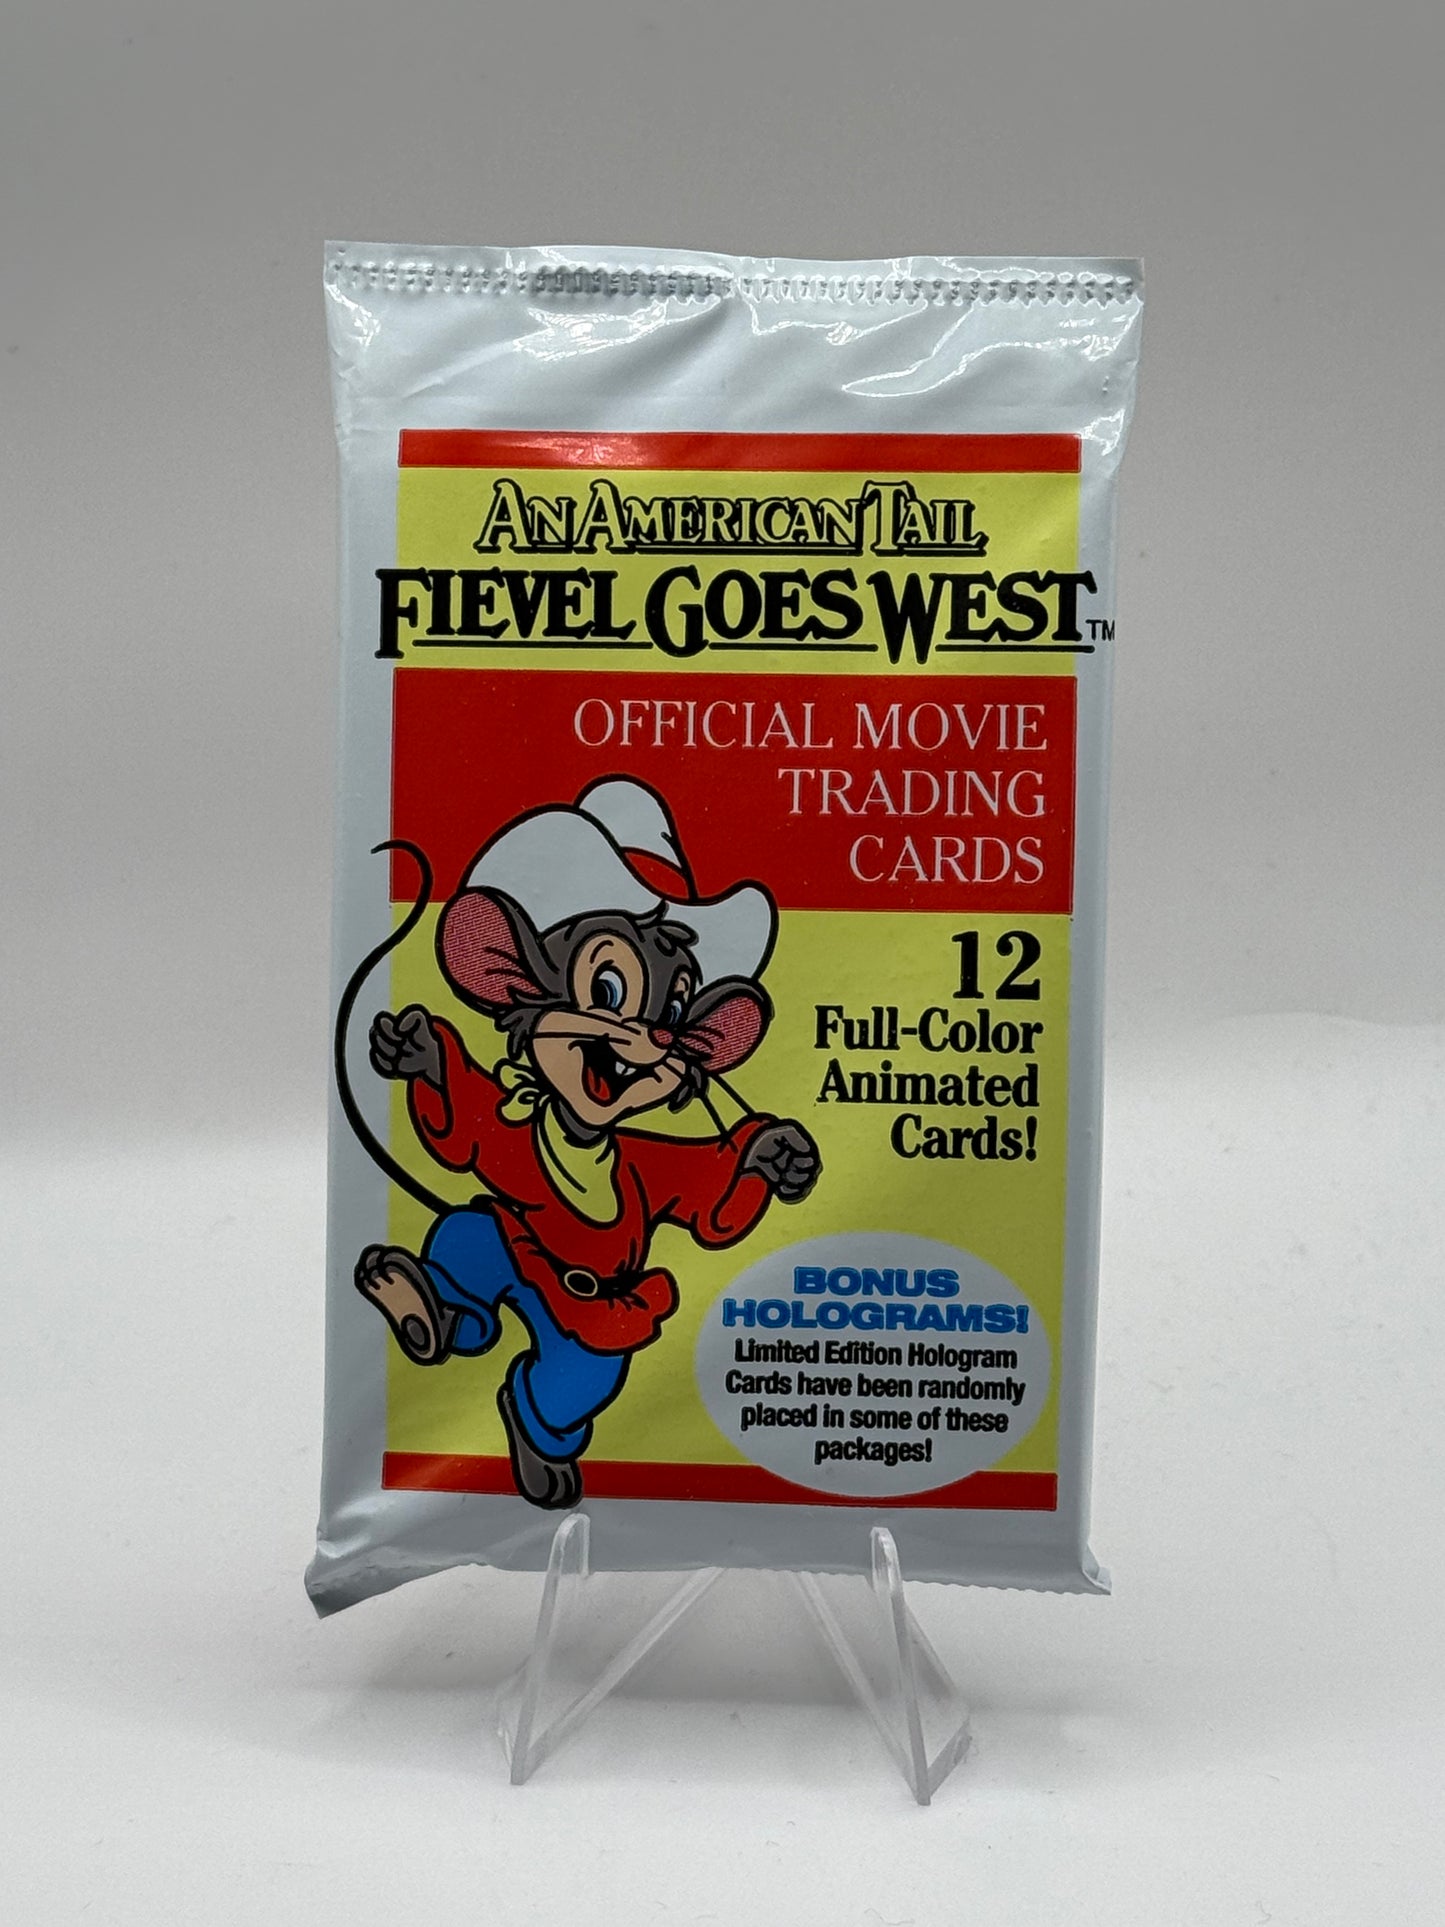 AN AMERICAN TAIL
FIEVEL GOES WEST™
OFFICIAL MOVIE
TRADING
CARDS
12
Full-Color
Animated
Cards!
BONUS
HOLOGRAMS!
Limited Edition Hologram
Cards have been randomly
placed in some of these
packages!